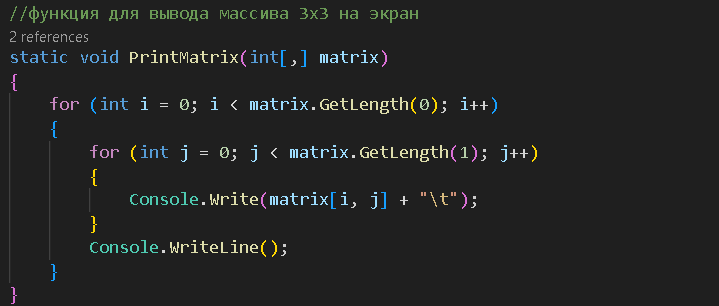 //функция для вывода массива 3х3 на экран
2 references
static void PrintMatrix(int[,] matrix)
{
    for (int i = 0; i < matrix.GetLength(0); i++)
    {
        for (int j = 0; j < matrix.GetLength(1); j++)
        {
            Console.Write(matrix[i, j] + "\t");
        }
        Console.WriteLine();
    }
}